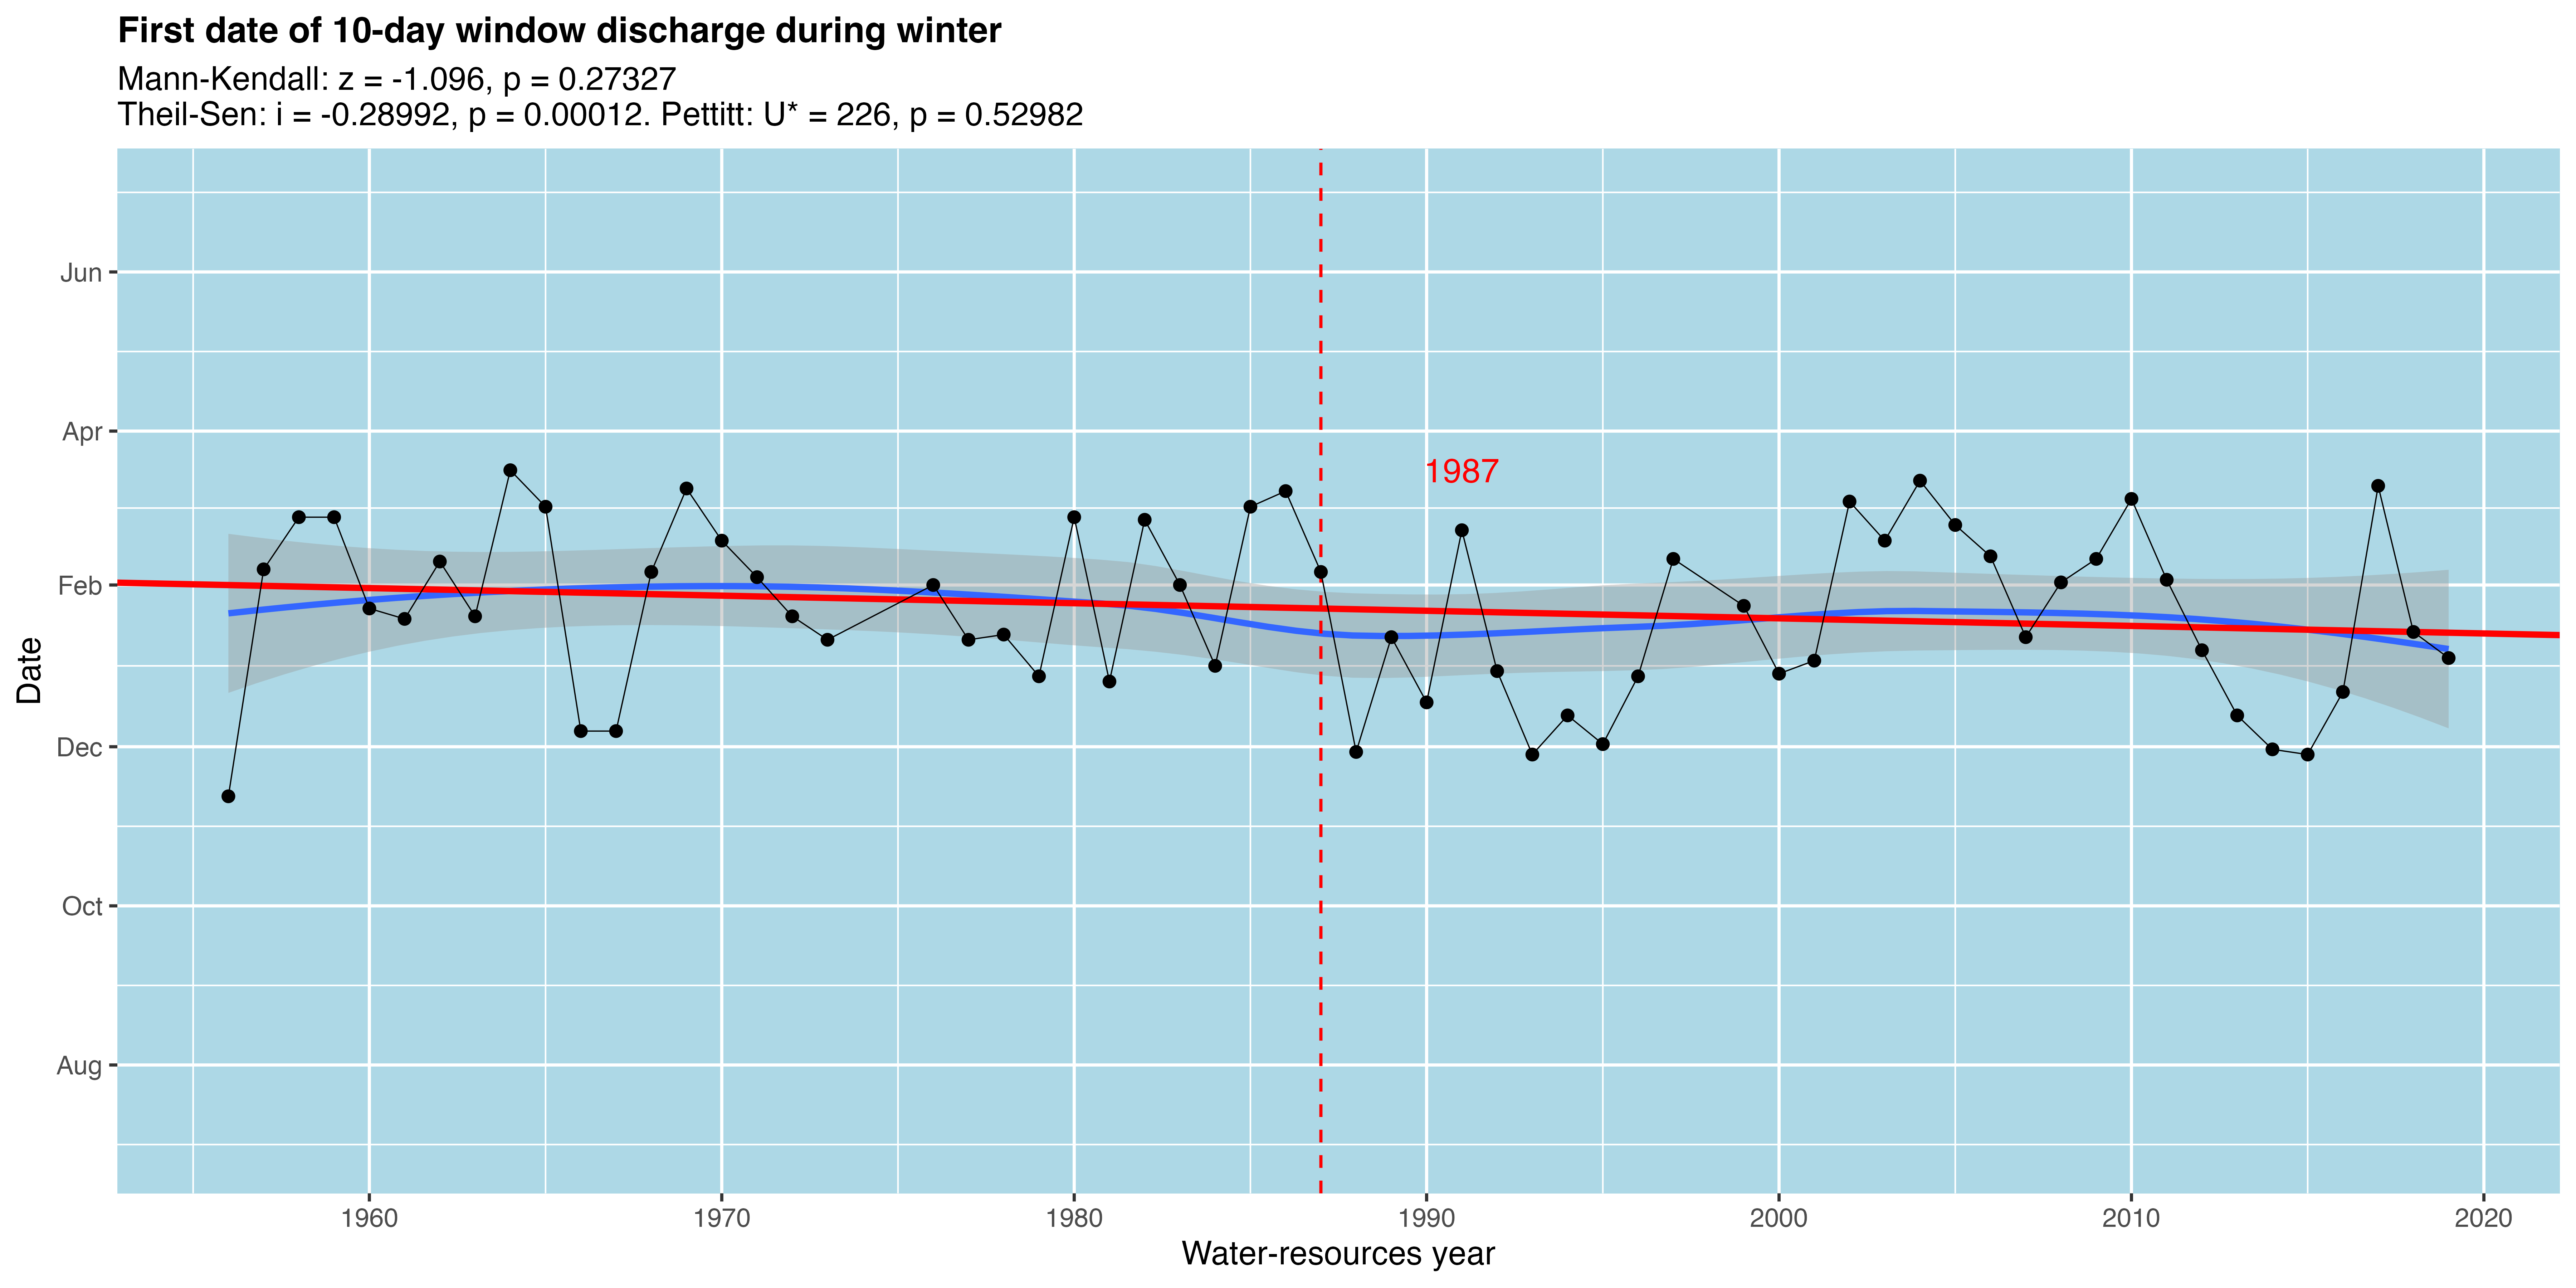 First date of 10-day window discharge during winter
Mann-Kendall: z = -1.096, p = 0.27327
Theil-Sen: i = -0.28992, p = 0.00012. Pettitt: U* = 226, p = 0.52982
Jun
Apr
Feb
Dec
Oct
Aug
Date
1987
1960 1970 1980 1990 2000 2010 2020
Water-resources year